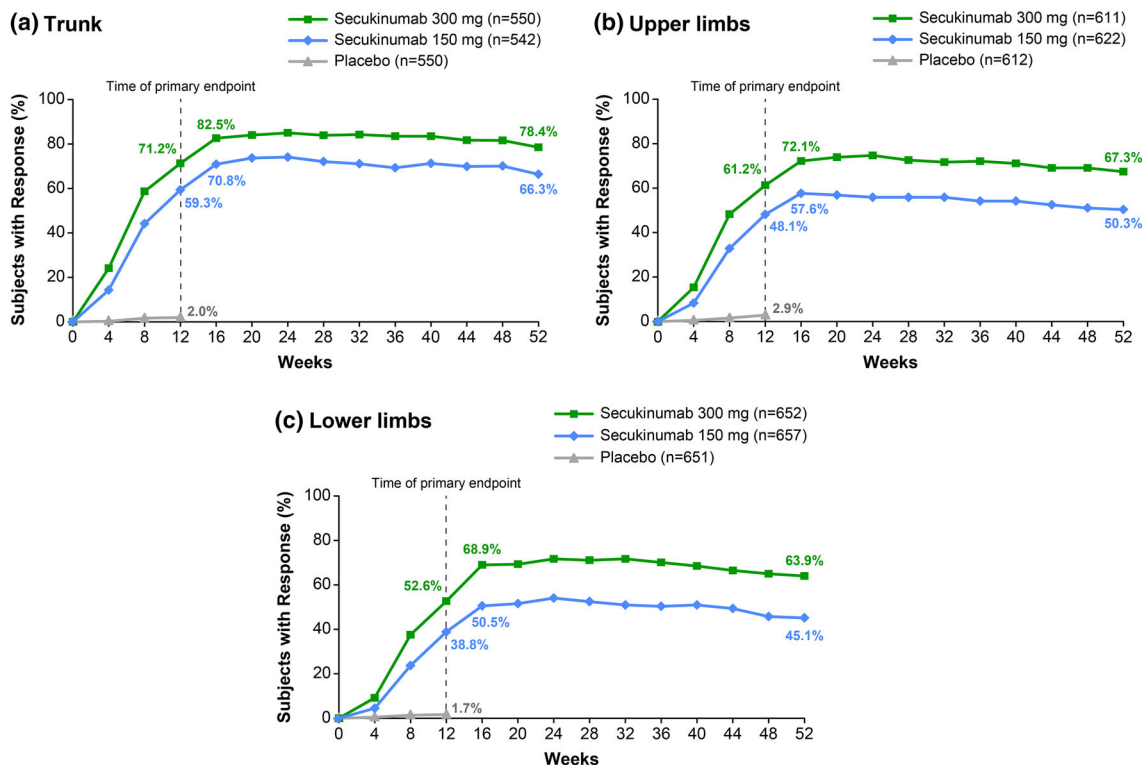 (a) Trunk
Secukinumab 300 mg (n=550)
Secukinumab 150 mg (n=542)
Placebo (n=550)
Time of primary endpoint
Subjects with Response (%)
100
80
60
40
20
0
71.2%
82.5%
78.4%
59.3%
70.8%
66.3%
2.0%
0 4 8 12 16 20 24 28 32 36 40 44 48 52
Weeks
(b) Upper limbs
Secukinumab 300 mg (n=611)
Secukinumab 150 mg (n=622)
Placebo (n=612)
Time of primary endpoint
Subjects with Response (%)
100
80
60
40
20
0
61.2%
72.1%
67.3%
48.1%
57.6%
50.3%
2.9%
0 4 8 12 16 20 24 28 32 36 40 44 48 52
Weeks
(c) Lower limbs
Secukinumab 300 mg (n=652)
Secukinumab 150 mg (n=657)
Placebo (n=651)
Time of primary endpoint
Subjects with Response (%)
100
80
60
40
20
0
52.6%
68.9%
63.9%
38.8%
50.5%
45.1%
1.7%
0 4 8 12 16 20 24 28 32 36 40 44 48 52
Weeks